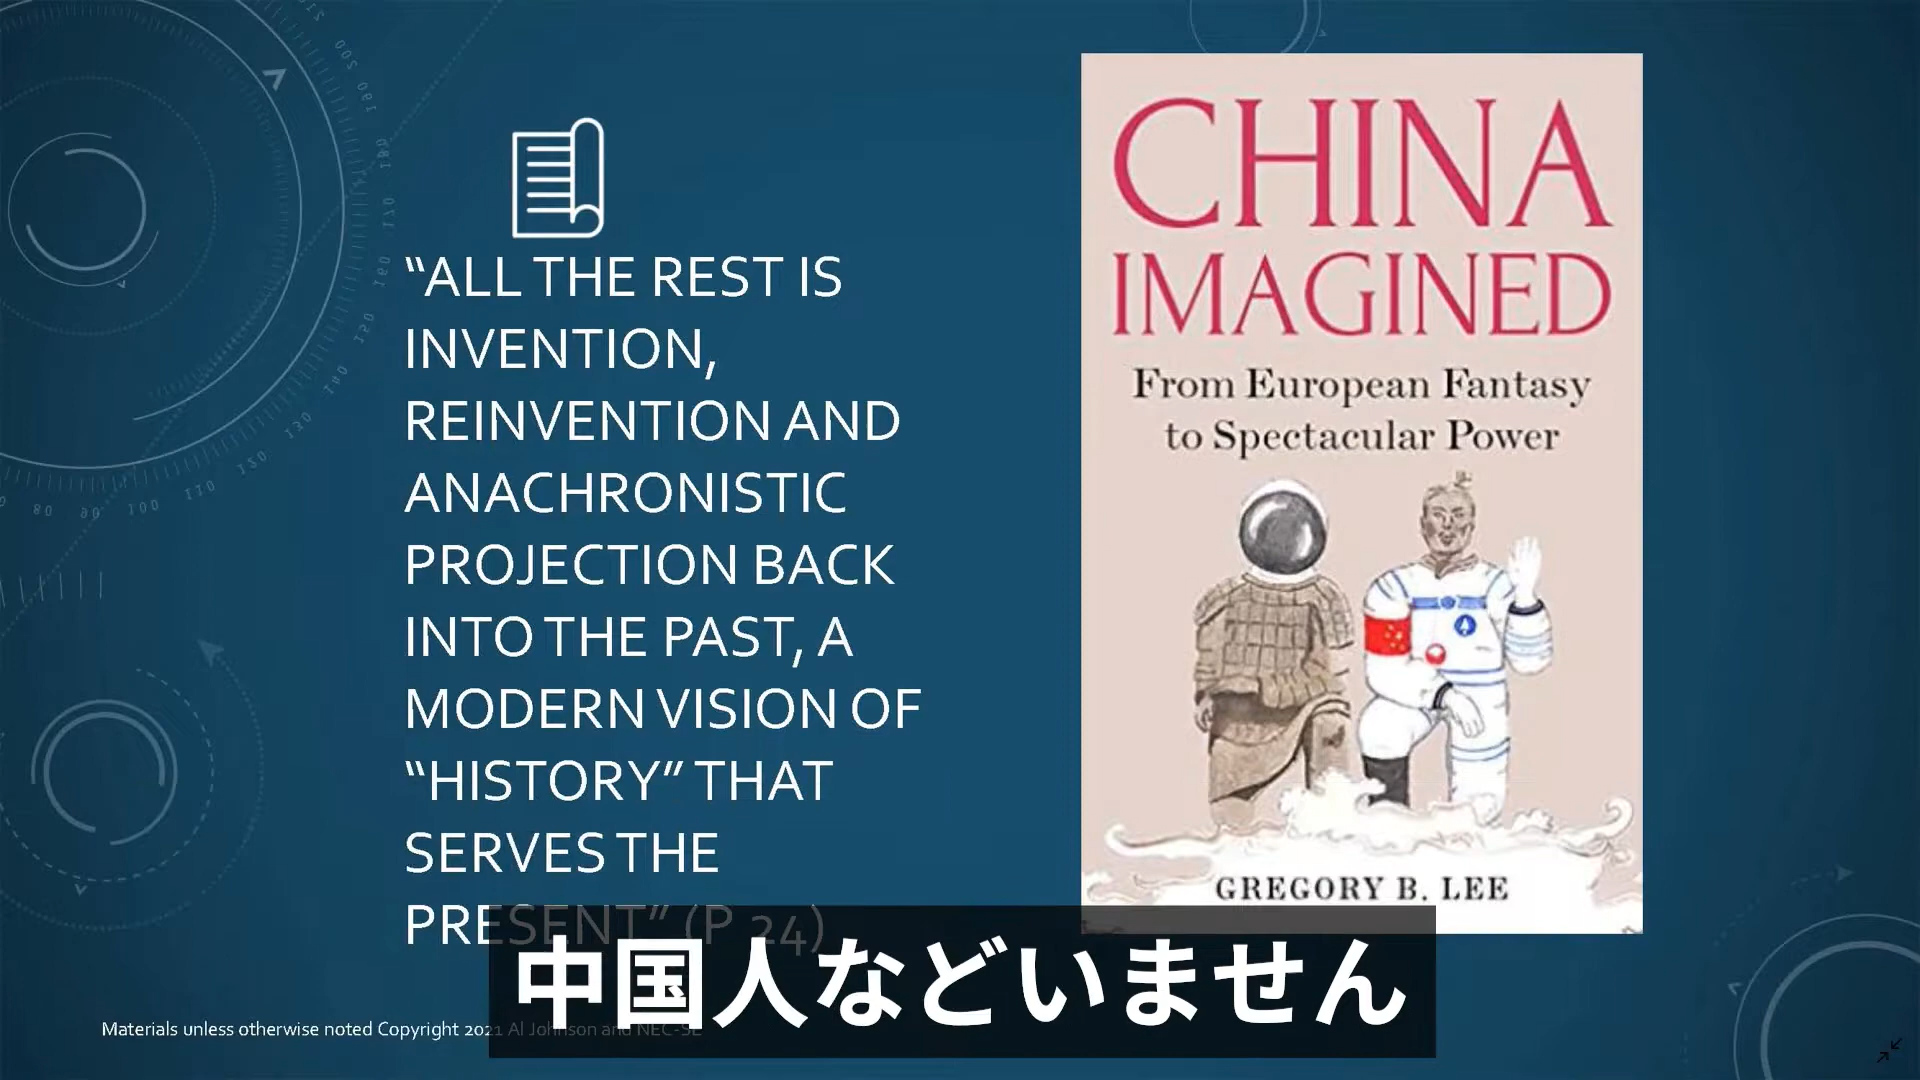 “ALL THE REST IS
INVENTION,
REINVENTION AND
ANACHRONISTIC
PROJECTION BACK
INTO THE PAST, A
MODERN VISION OF
“HISTORY” THAT
SERVES THE
PRESENT” (P 24)
CHINA
IMAGINED
From European Fantasy
to Spectacular Power
GREGORY B. LEE
中国人などいません
Materials unless otherwise noted Copyright 2021 Al Johnson and NEC-SE